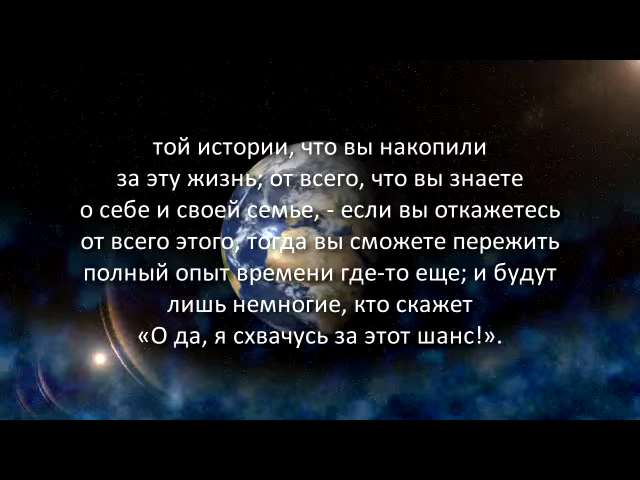 той истории, что вы накопили
за эту жизнь; от всего, что вы знаете
о себе и своей семье, - если вы откажетесь
от всего этого, тогда вы сможете пережить
полный опыт времени где-то еще; и будут
лишь немногие, кто скажет
«О да, я схвачусь за этот шанс!».